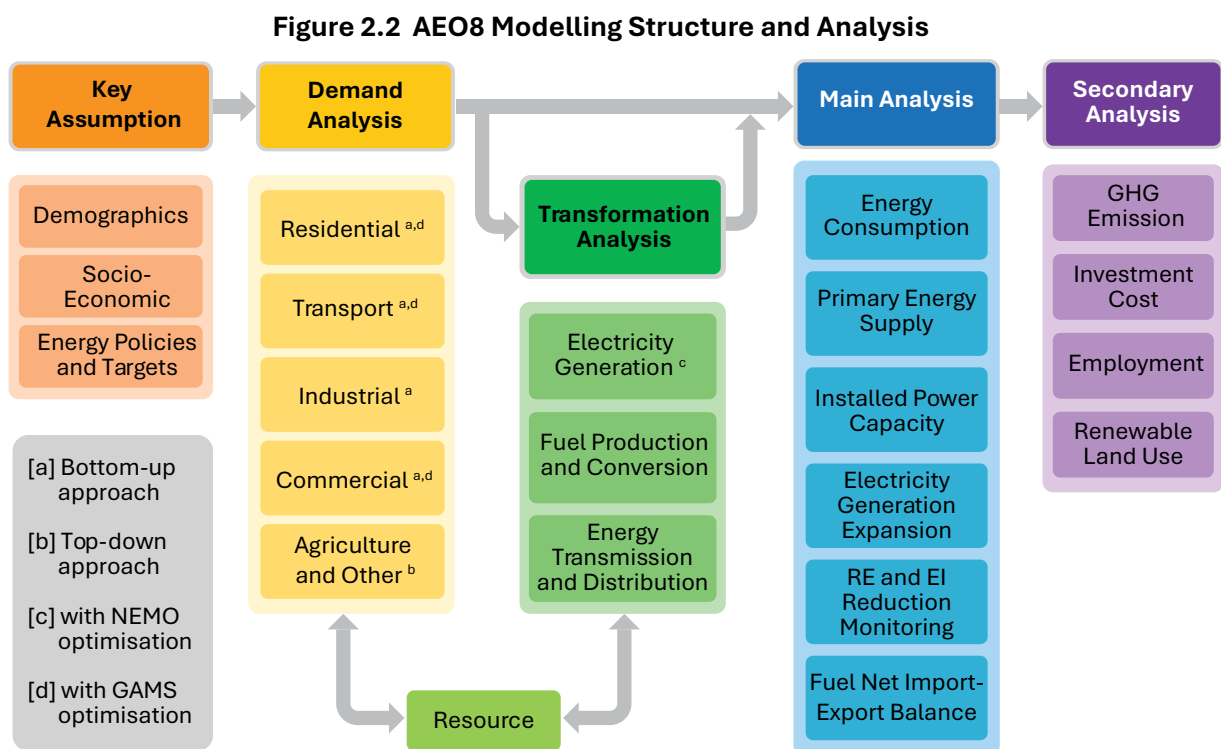 Figure 2.2 AEO8 Modelling Structure and Analysis
Key
Assumption
Demographics
Socio-
Economic
Energy Policies
and Targets
[a] Bottom-up
approach
[b] Top-down
approach
[c] with NEMO
optimisation
[d] with GAMS
optimisation
Demand
Analysis
Residential a,d
Transport a,d
Industrial a
Commercial a,d
Agriculture
and Other b
Transformation
Analysis
Electricity
Generation c
Fuel Production
and Conversion
Energy
Transmission
and Distribution
Resource
Main Analysis
Energy
Consumption
Primary Energy
Supply
Installed Power
Capacity
Electricity
Generation
Expansion
RE and EI
Reduction
Monitoring
Fuel Net Import-
Export Balance
Secondary
Analysis
GHG
Emission
Investment
Cost
Employment
Renewable
Land Use